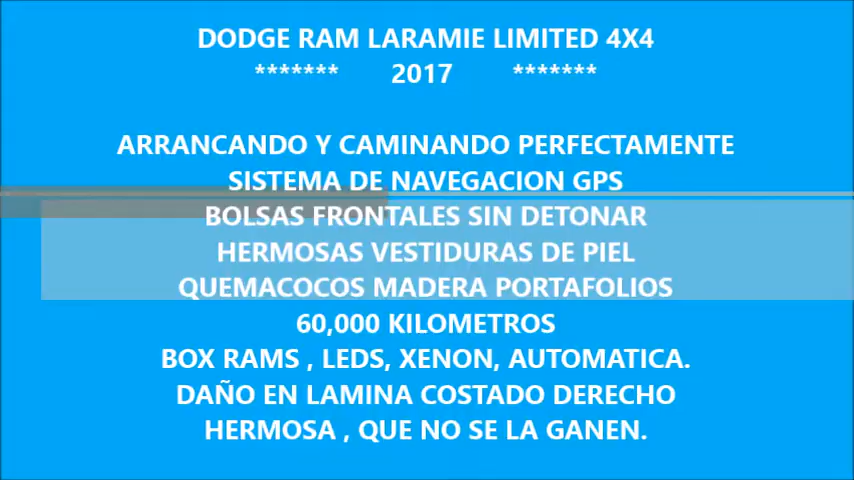 DODGE RAM LARAMIE LIMITED 4X4
******* 2017 *******
ARRANCANDO Y CAMINANDO PERFECTAMENTE
SISTEMA DE NAVEGACION GPS
BOLSAS FRONTALES SIN DETONAR
HERMOSAS VESTIDURAS DE PIEL
QUEMACOCOS MADERA PORTAFOLIOS
60,000 KILOMETROS
BOX RAMS , LEDS, XENON, AUTOMATICA.
DAÑO EN LAMINA COSTADO DERECHO
HERMOSA , QUE NO SE LA GANEN.